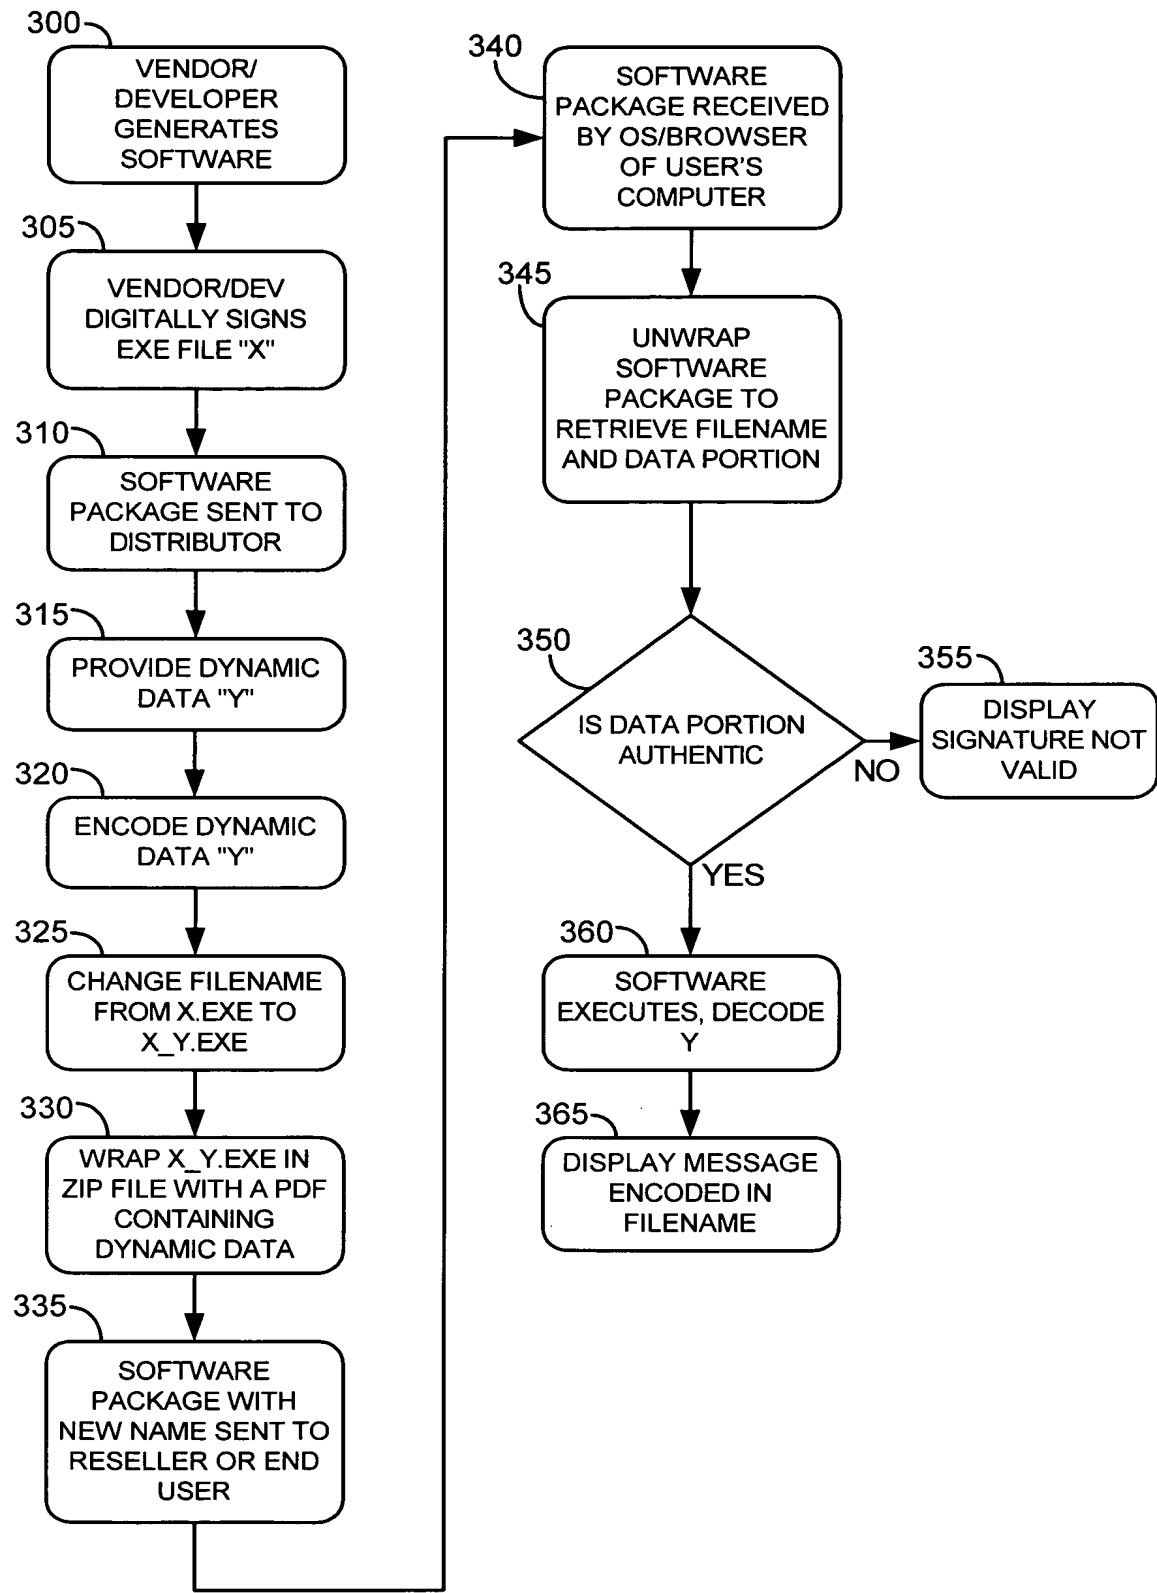 300
VENDOR/
DEVELOPER
GENERATES
SOFTWARE
305
VENDOR/DEV
DIGITALLY SIGNS
EXE FILE "X"
310
SOFTWARE
PACKAGE SENT TO
DISTRIBUTOR
315
PROVIDE DYNAMIC
DATA "Y"
320
ENCODE DYNAMIC
DATA "Y"
325
CHANGE FILENAME
FROM X.EXE TO
X_Y.EXE
330
WRAP X_Y.EXE IN
ZIP FILE WITH A PDF
CONTAINING
DYNAMIC DATA
335
SOFTWARE
PACKAGE WITH
NEW NAME SENT TO
RESELLER OR END
USER
340
SOFTWARE
PACKAGE RECEIVED
BY OS/BROWSER
OF USER'S
COMPUTER
345
UNWRAP
SOFTWARE
PACKAGE TO
RETRIEVE FILENAME
AND DATA PORTION
350
IS DATA PORTION
AUTHENTIC
NO
355
DISPLAY
SIGNATURE NOT
VALID
YES
360
SOFTWARE
EXECUTES, DECODE
Y
365
DISPLAY MESSAGE
ENCODED IN
FILENAME